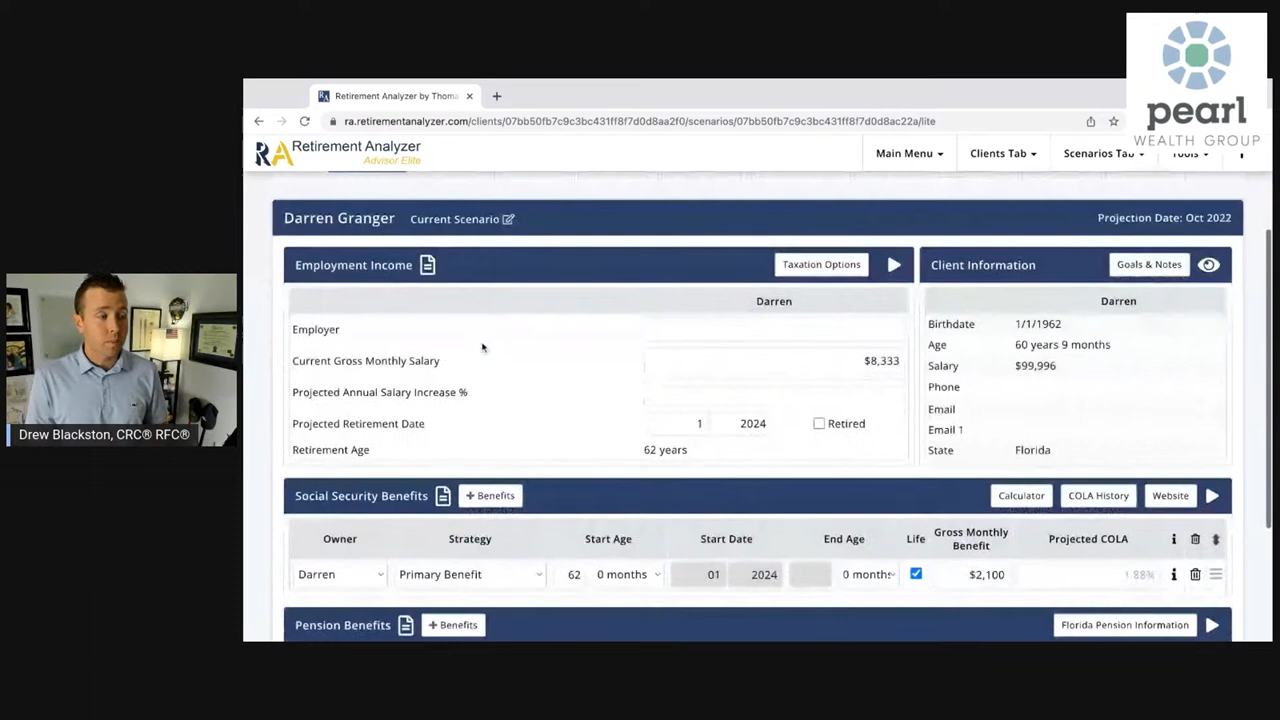 pearl
WEALTH GROUP
RA Retirement Analyzer by Thoma
ra.retirementanalyzer.com/clients/07bb50fb7c9c3bc431ff8f7d0d8aa2f0/scenarios/07bb50fb7c9c3bc431ff8f7d0d8ac22a/lite
RA Retirement Analyzer
Advisor Elite
Main Menu Clients Tab Scenarios Tab Tools
Darren Granger Current Scenario Projection Date: Oct 2022
Employment Income Taxation Options Client Information Goals & Notes
Darren Darren
Employer Birthdate 1/1/1962
Age 60 years 9 months
Current Gross Monthly Salary $8,333 Salary $99,996
Phone
Projected Annual Salary Increase %
Email
Projected Retirement Date 1 2024 Retired
Email 1
Retirement Age 62 years State Florida
Social Security Benefits + Benefits Calculator COLA History Website
Owner Strategy Start Age Start Date End Age Life Gross Monthly Benefit Projected COLA
Darren Primary Benefit 62 0 months 01 2024 0 months $2,100 1.88%
Pension Benefits + Benefits Florida Pension Information
Drew Blackston, CRC® RFC®